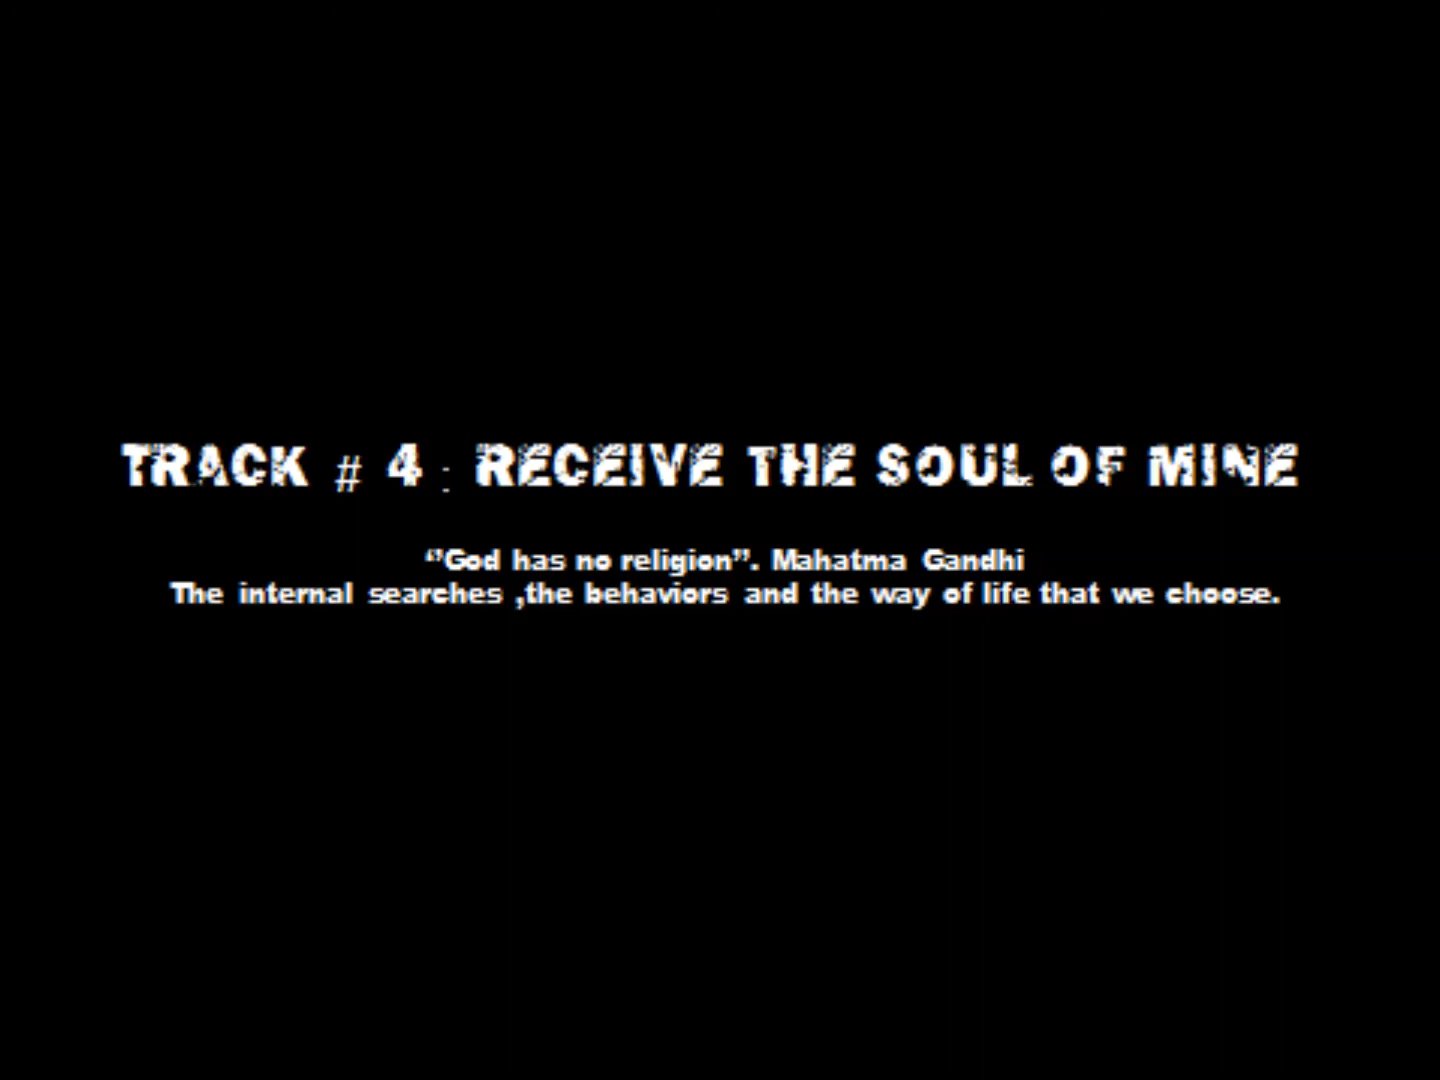 TRACK # 4 : RECEIVE THE SOUL OF MINE
‘’God has no religion’’. Mahatma Gandhi
The internal searches ,the behaviors and the way of life that we choose.